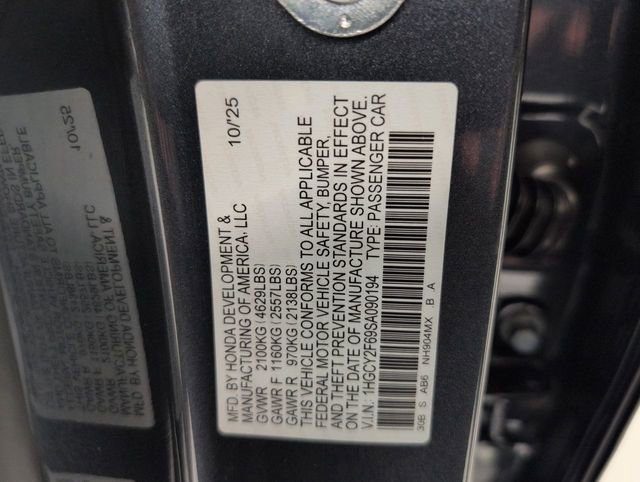 MFD. BY HONDA DEVELOPMENT & 10/25
MANUFACTURING OF AMERICA, LLC
GVWR 2100KG (4629LBS)
GAWR F 1160KG (2557LBS)
GAWR R 970KG (2138LBS)
THIS VEHICLE CONFORMS TO ALL APPLICABLE
FEDERAL MOTOR VEHICLE SAFETY, BUMPER,
AND THEFT PREVENTION STANDARDS IN EFFECT
ON THE DATE OF MANUFACTURE SHOWN ABOVE.
V.I.N.: 1HGCY2F69SA090194 TYPE: PASSENGER CAR
30B S AB6 NH904MX B A